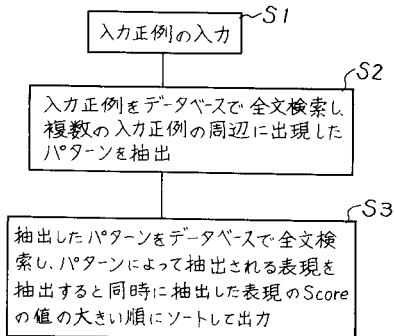 S1
入力正例の入力
S2
入力正例をデータベースで全文検索し、
複数の入力正例の周辺に出現した
パターンを抽出
S3
抽出したパターンをデータベースで全文検
索し、パターンによって抽出される表現を
抽出すると同時に抽出した表現のScore
の値の大きい順にソートして出力